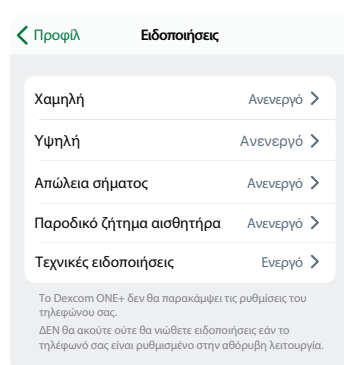 Προφίλ Ειδοποιήσεις
Χαμηλή Ανενεργό
Υψηλή Ανενεργό
Απώλεια σήματος Ανενεργό
Παροδικό ζήτημα αισθητήρα Ανενεργό
Τεχνικές ειδοποιήσεις Ενεργό
Το Dexcom ONE+ δεν θα παρακάμψει τις ρυθμίσεις του
τηλεφώνου σας.
ΔΕΝ θα ακούτε ούτε θα νιώθετε ειδοποιήσεις εάν το
τηλέφωνό σας είναι ρυθμισμένο στην αθόρυβη λειτουργία.